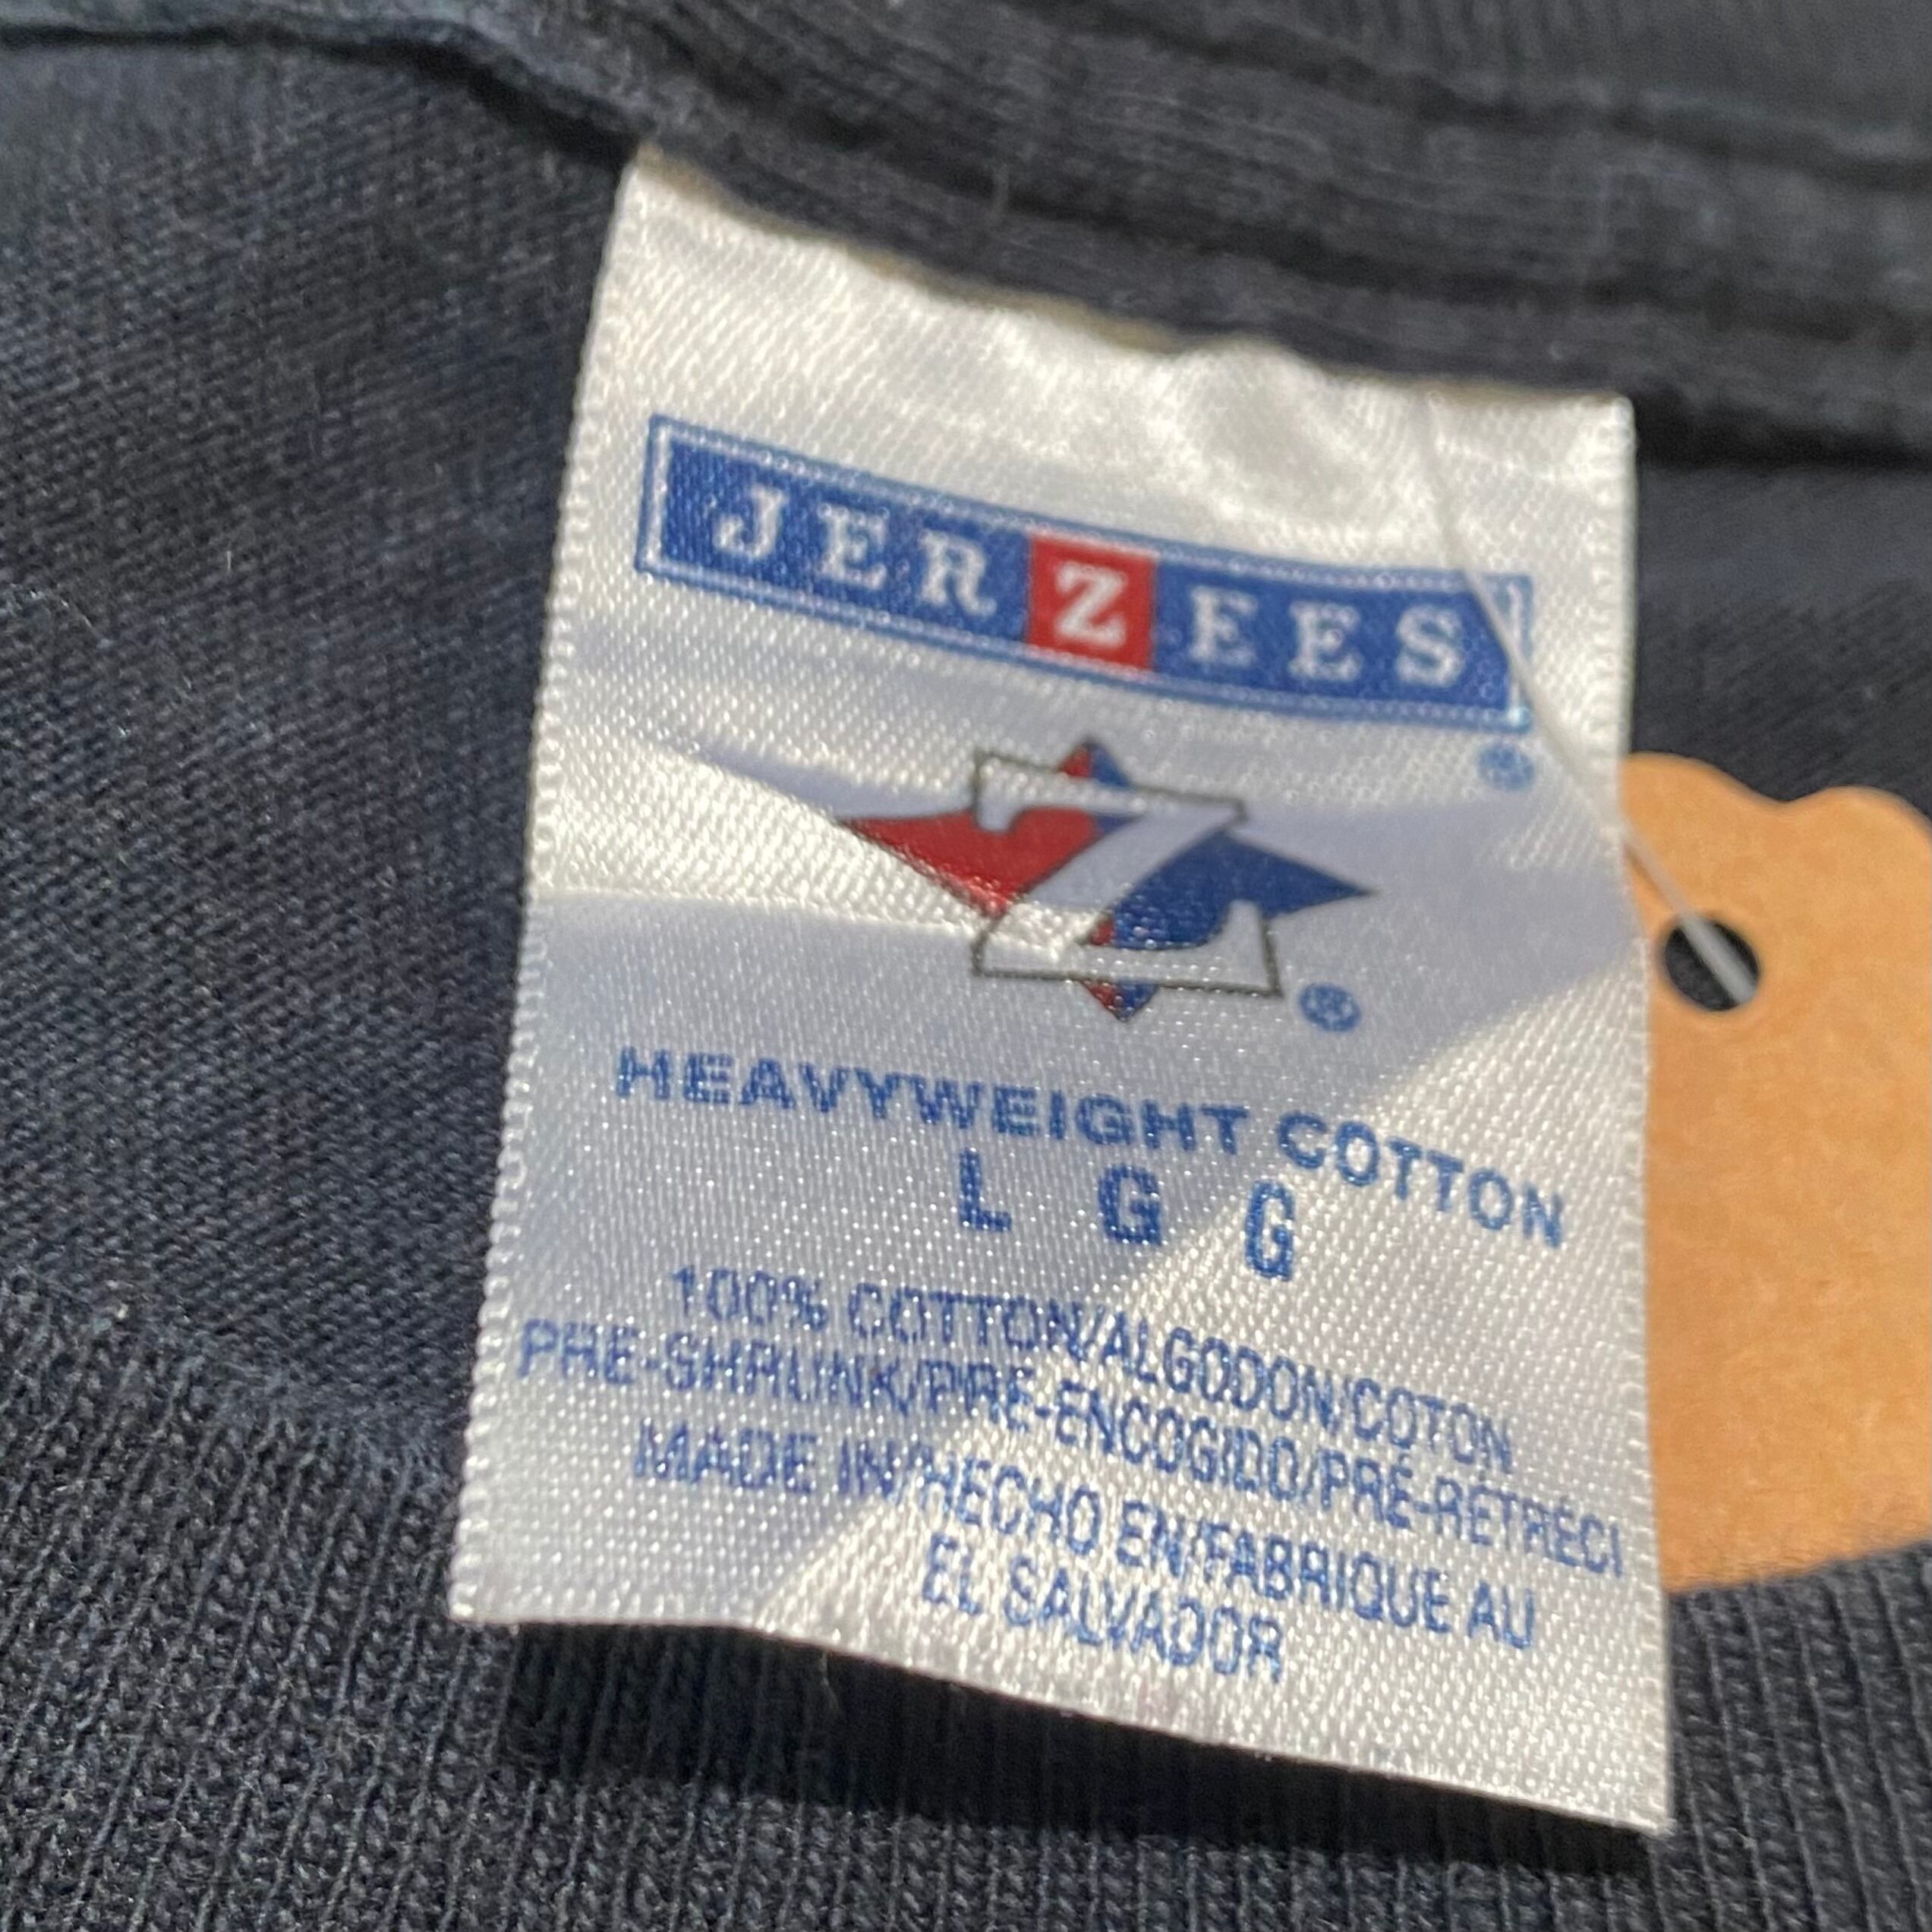 JERZEES
®
Z
®
HEAVYWEIGHT COTTON
L G G
100% COTTON/ALGODON/COTON
PRE-SHRUNK/PRE-ENCOGIDO/PRÉ-RÉTRÉCI
MADE IN/HECHO EN/FABRIQUE AU
EL SALVADOR